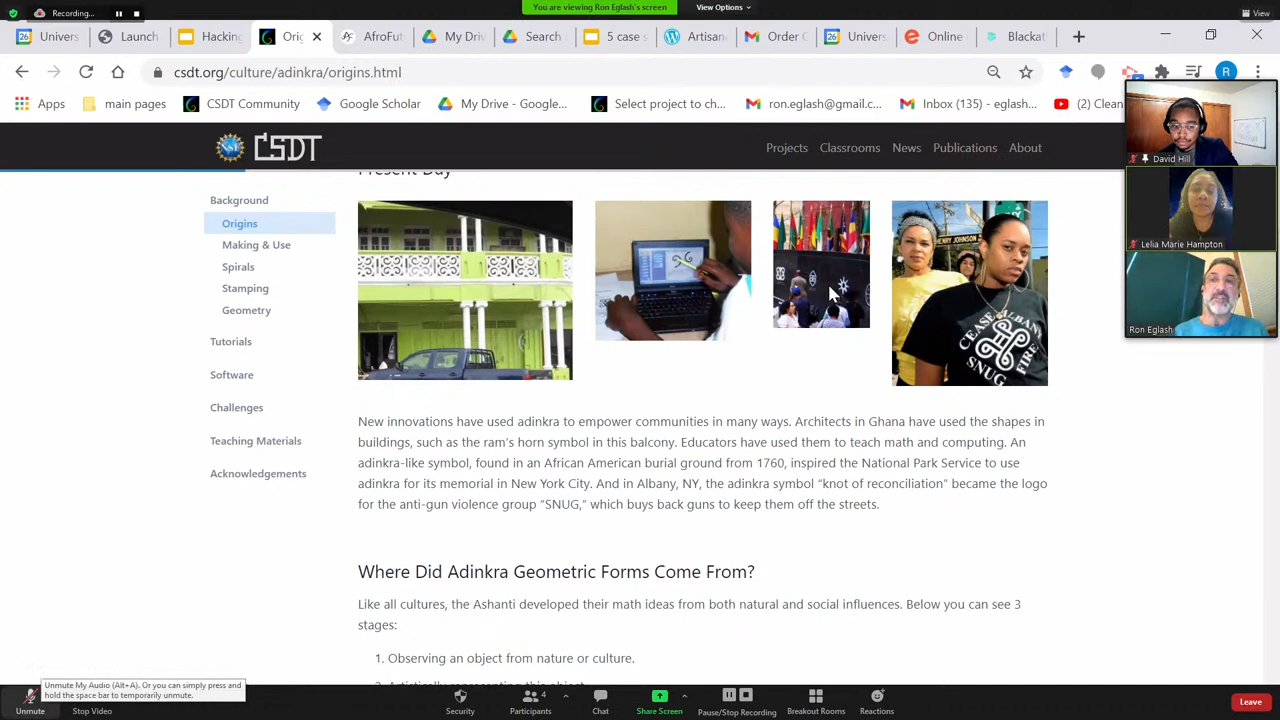 Recording...
You are viewing Ron Eglash's screen
View Options
View
Univers
Launch
Hacking
Orig
AfroFut
My Driv
Search
5 case s
Artisan
Order (
Univers
Online
Blackat
csdt.org/culture/adinkra/origins.html
R
Apps
main pages
CSDT Community
Google Scholar
My Drive - Google...
Select project to ch...
ron.eglash@gmail.c...
Inbox (135) - eglash...
(2) Clean
CSDT
Projects
Classrooms
News
Publications
About
David Hill
Lelia Marie Hampton
Ron Eglash
Background
Origins
Making & Use
Spirals
Stamping
Geometry
Tutorials
Software
Challenges
Teaching Materials
Acknowledgements
Present Day
HENRY JOHNSON
CEASE
ALBANY
FIRE
SNUG
New innovations have used adinkra to empower communities in many ways. Architects in Ghana have used the shapes in
buildings, such as the ram's horn symbol in this balcony. Educators have used them to teach math and computing. An
adinkra-like symbol, found in an African American burial ground from 1760, inspired the National Park Service to use
adinkra for its memorial in New York City. And in Albany, NY, the adinkra symbol “knot of reconciliation” became the logo
for the anti-gun violence group “SNUG,” which buys back guns to keep them off the streets.
Where Did Adinkra Geometric Forms Come From?
Like all cultures, the Ashanti developed their math ideas from both natural and social influences. Below you can see 3
stages:
1. Observing an object from nature or culture.
Unmute My Audio (Alt+A). Or you can simply press and
hold the space bar to temporarily unmute.
Unmute
Stop Video
Security
4
Participants
Chat
Share Screen
Pause/Stop Recording
Breakout Rooms
Reactions
Leave